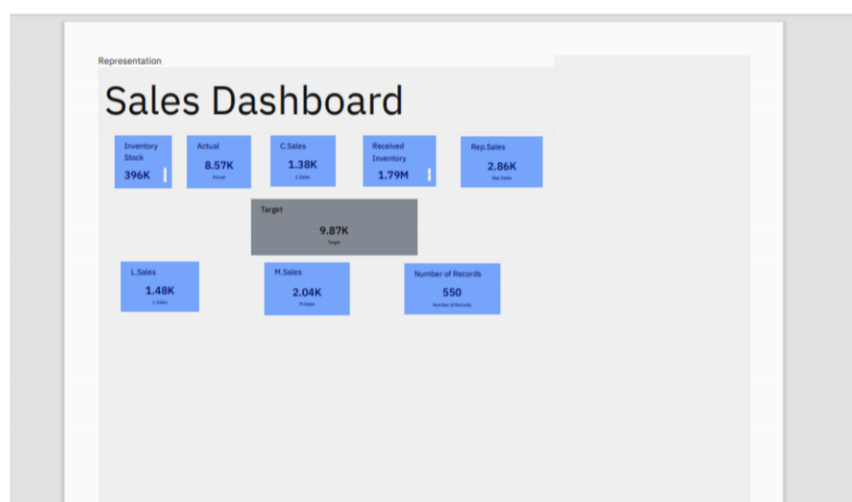 Representation
Sales Dashboard
Inventory
Stock
396K
Actual
8.57K
Actual
C.Sales
1.38K
C.Sales
Received
Inventory
1.79M
Rep.Sales
2.86K
Rep.Sales
Target
9.87K
Target
L.Sales
1.48K
L.Sales
M.Sales
2.04K
M.Sales
Number of Records
550
Number of Records